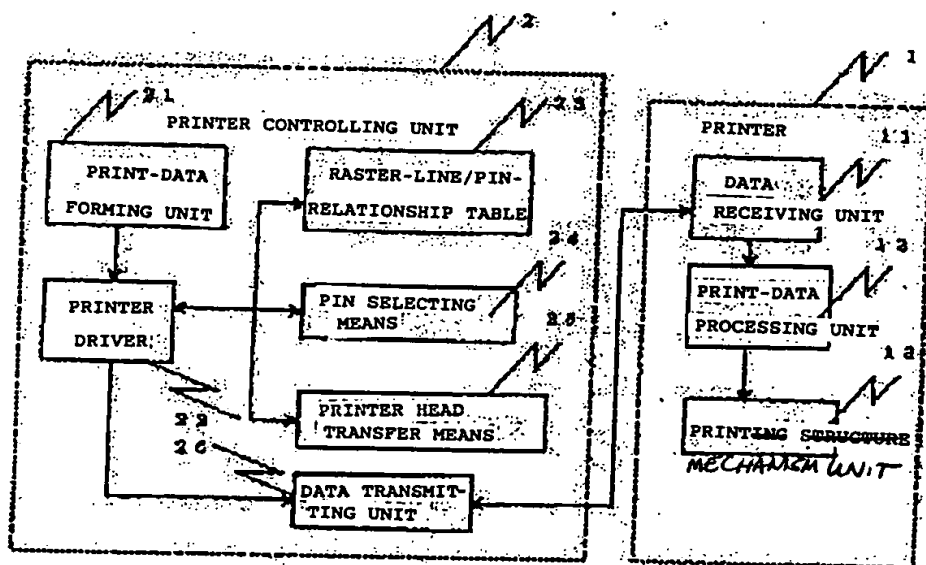 2
1
21
23
PRINTER CONTROLLING UNIT
PRINTER
11
PRINT-DATA
FORMING UNIT
RASTER-LINE/PIN-
RELATIONSHIP TABLE
DATA
RECEIVING UNIT
24
12
PRINTER
DRIVER
PIN SELECTING
MEANS
PRINT-DATA
PROCESSING UNIT
25
22
26
PRINTER HEAD
TRANSFER MEANS
PRINTING STRUCTURE
MECHANISM UNIT
DATA TRANSMIT-
TING UNIT